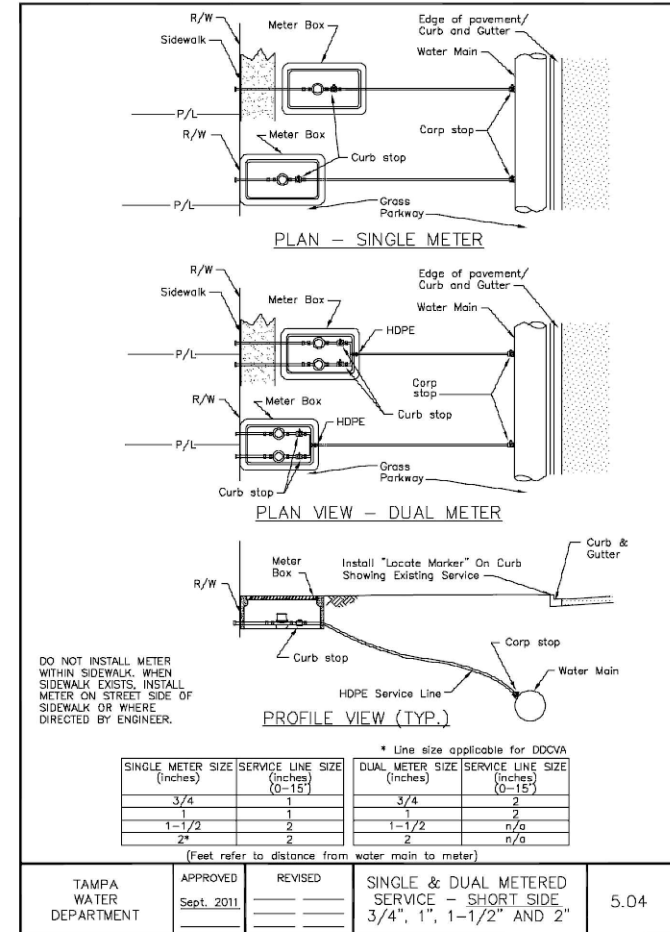 R/W
Meter Box
Edge of pavement/
Curb and Gutter
Sidewalk
Water Main
P/L
Corp stop
R/W
Meter Box
Curb stop
P/L
Grass
Parkway
PLAN – SINGLE METER
R/W
Edge of pavement/
Curb and Gutter
Sidewalk
Meter Box
Water Main
HDPE
P/L
Corp
stop
R/W
Meter Box
Curb stop
HDPE
P/L
Grass
Parkway
Curb stop
PLAN VIEW – DUAL METER
Curb &
Gutter
Meter
Box
Install "Locate Marker" On Curb
Showing Existing Service
R/W
Curb stop
Corp stop
Water Main
HDPE Service Line
DO NOT INSTALL METER
WITHIN SIDEWALK. WHEN
SIDEWALK EXISTS, INSTALL
METER ON STREET SIDE OF
SIDEWALK OR WHERE
DIRECTED BY ENGINEER.
PROFILE VIEW (TYP.)
* Line size applicable for DDCVA
SINGLE METER SIZE (inches) SERVICE LINE SIZE (inches) (0-15')
3/4 1
1 1
1-1/2 2
2* 2
DUAL METER SIZE (inches) SERVICE LINE SIZE (inches) (0-15')
3/4 2
1 2
1-1/2 n/a
2 n/a
(Feet refer to distance from water main to meter)
TAMPA
WATER
DEPARTMENT
APPROVED
Sept. 2011
REVISED
SINGLE & DUAL METERED
SERVICE – SHORT SIDE
3/4", 1", 1-1/2" AND 2"
5.04